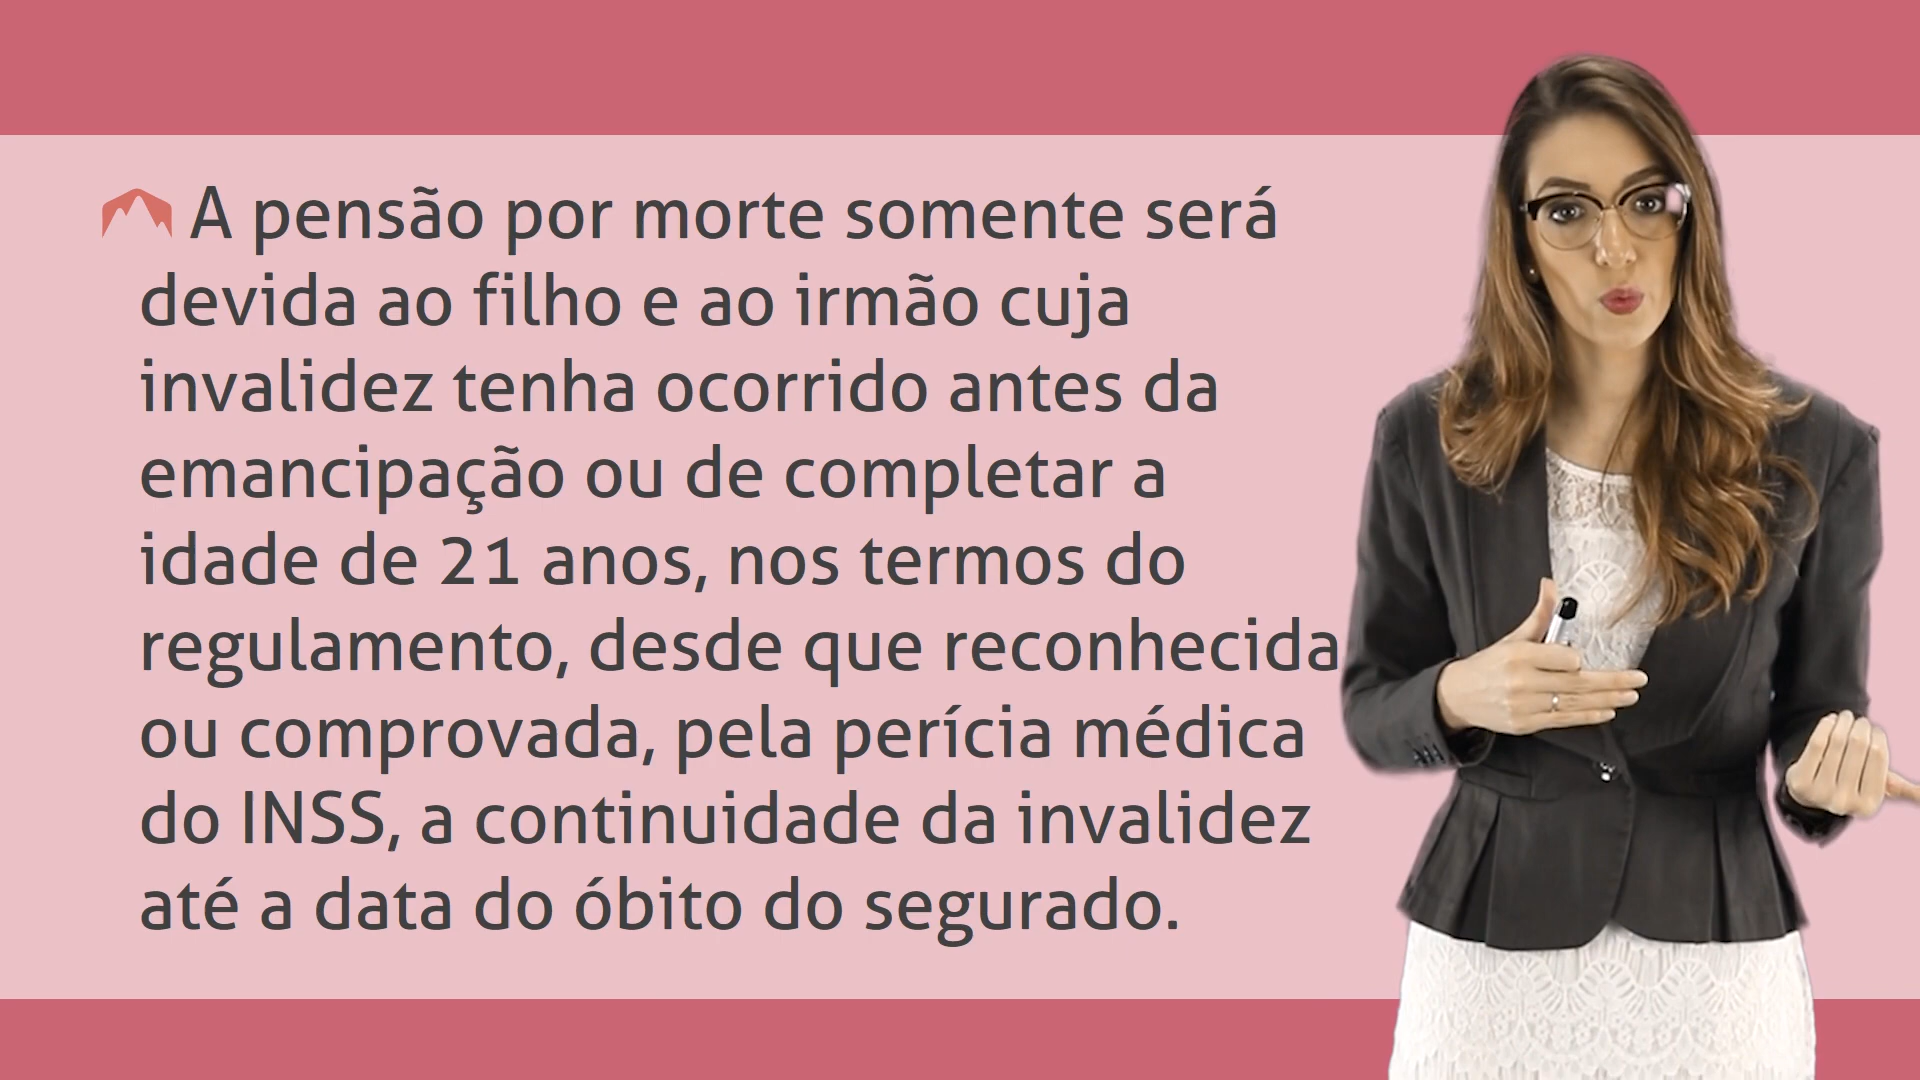 A pensão por morte somente será
devida ao filho e ao irmão cuja
invalidez tenha ocorrido antes da
emancipação ou de completar a
idade de 21 anos, nos termos do
regulamento, desde que reconhecida
ou comprovada, pela perícia médica
do INSS, a continuidade da invalidez
até a data do óbito do segurado.